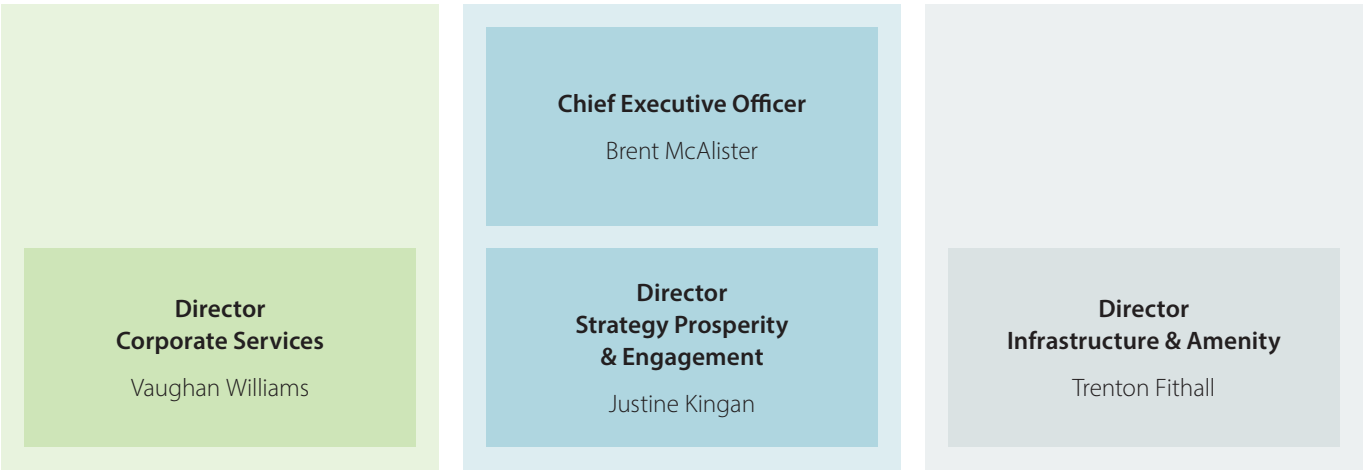 Chief Executive Officer
Brent McAlister
Director
Corporate Services
Vaughan Williams
Director
Strategy Prosperity
& Engagement
Justine Kingan
Director
Infrastructure & Amenity
Trenton Fithall